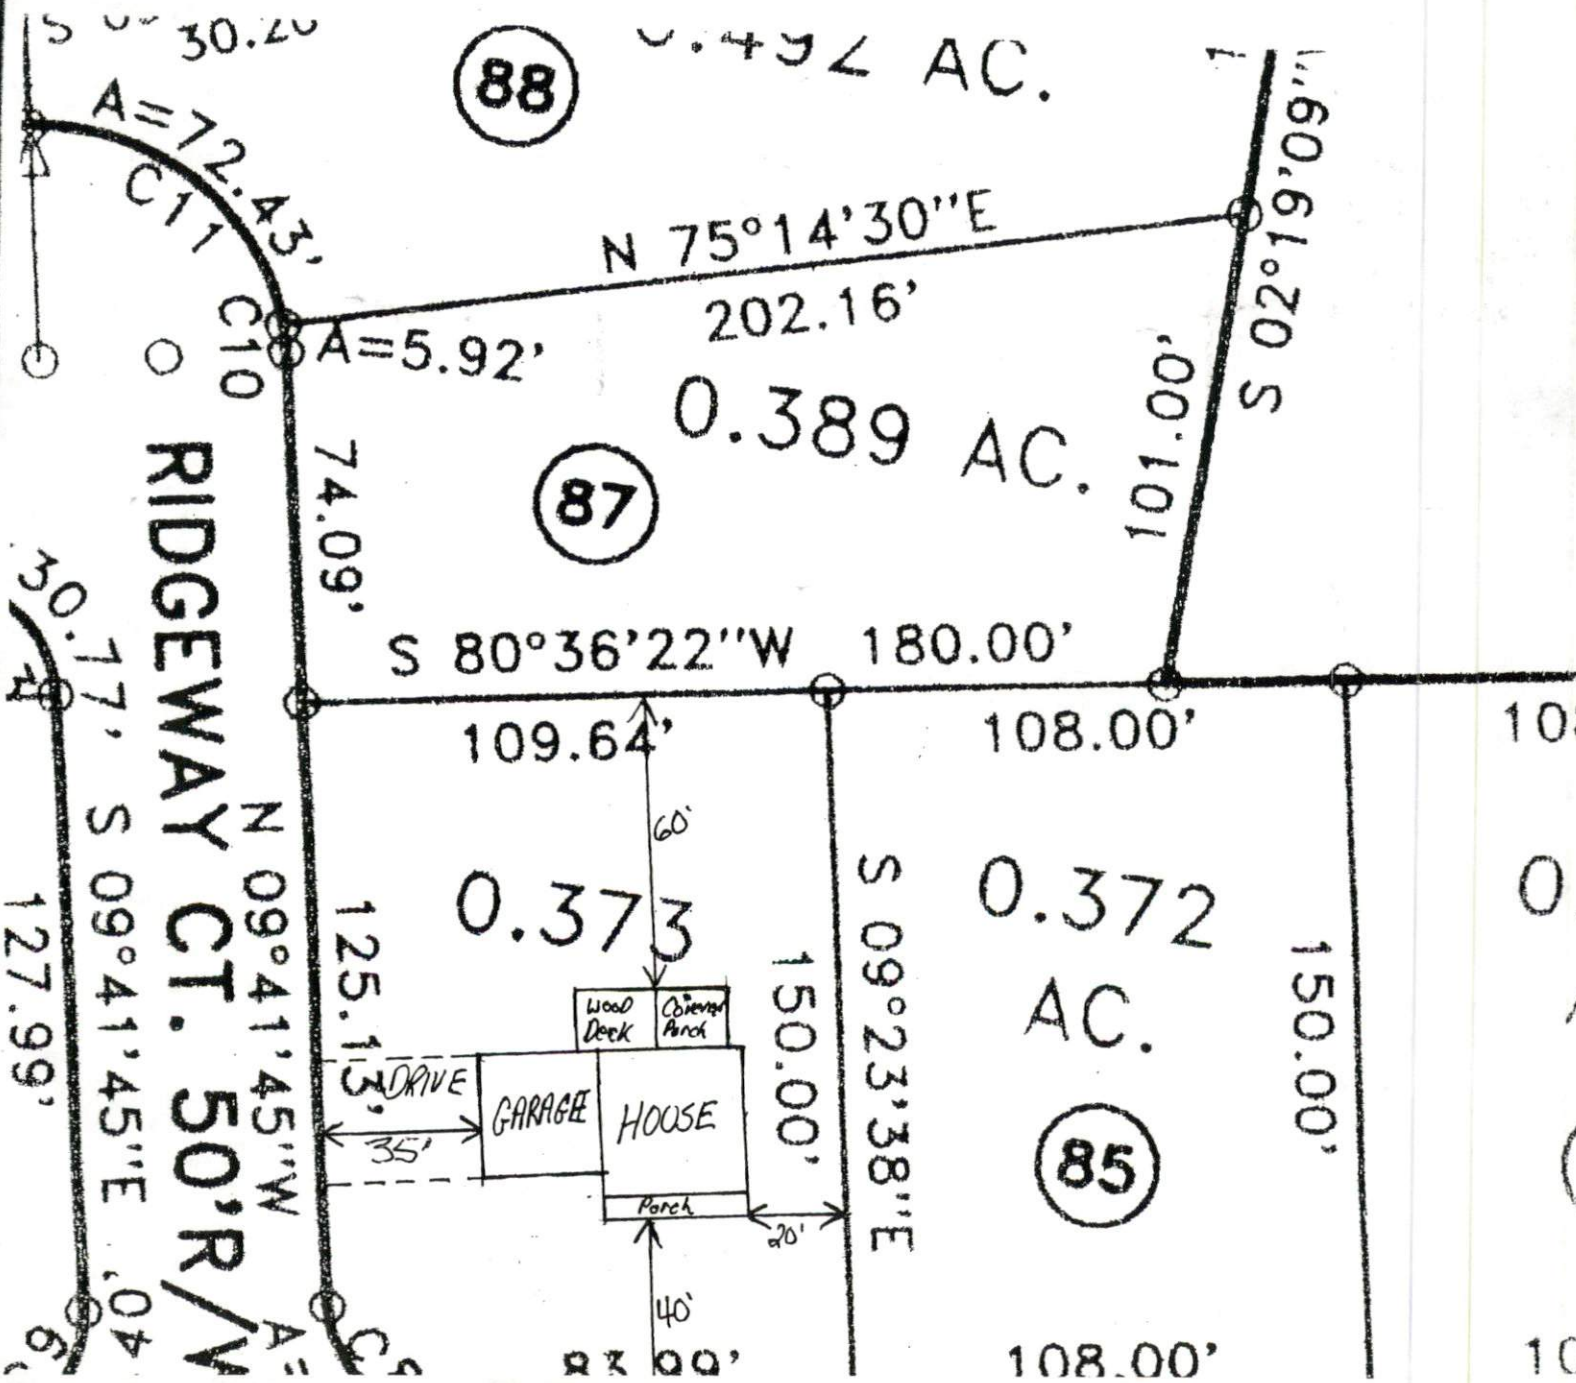 30.20
88
0.492 AC.
A=72.43'
C11
N 75°14'30"E
202.16'
S 02°19'09"
C10
A=5.92'
0.389 AC.
101.00'
87
74.09'
RIDGEWAY CT. 50'R/W
30.77'
S 80°36'22"W 180.00'
109.64'
108.00'
60'
N 09°41'45"W
125.13'
S 09°41'45"E
127.99'
0.373
S 09°23'38"E
150.00'
0.372
AC.
150.00'
85
WOOD
Deck
Porch
DRIVE
35'
GARAGE
HOUSE
Porch
20'
40'
A=
108.00'